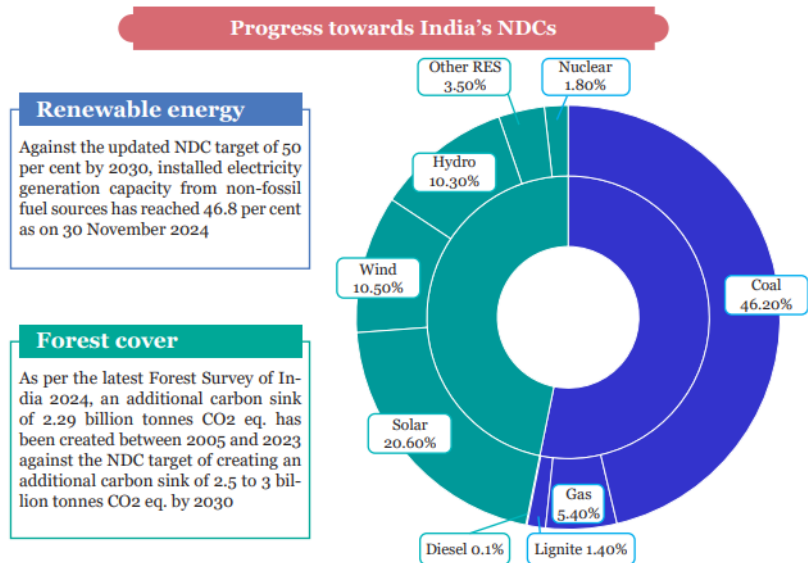 Progress towards India's NDCs
Renewable energy
Against the updated NDC target of 50
per cent by 2030, installed electricity
generation capacity from non-fossil
fuel sources has reached 46.8 per cent
as on 30 November 2024
Forest cover
As per the latest Forest Survey of In-
dia 2024, an additional carbon sink
of 2.29 billion tonnes CO2 eq. has
been created between 2005 and 2023
against the NDC target of creating an
additional carbon sink of 2.5 to 3 bil-
lion tonnes CO2 eq. by 2030
Other RES
3.50%
Nuclear
1.80%
Hydro
10.30%
Wind
10.50%
Coal
46.20%
Solar
20.60%
Gas
5.40%
Diesel 0.1%
Lignite 1.40%